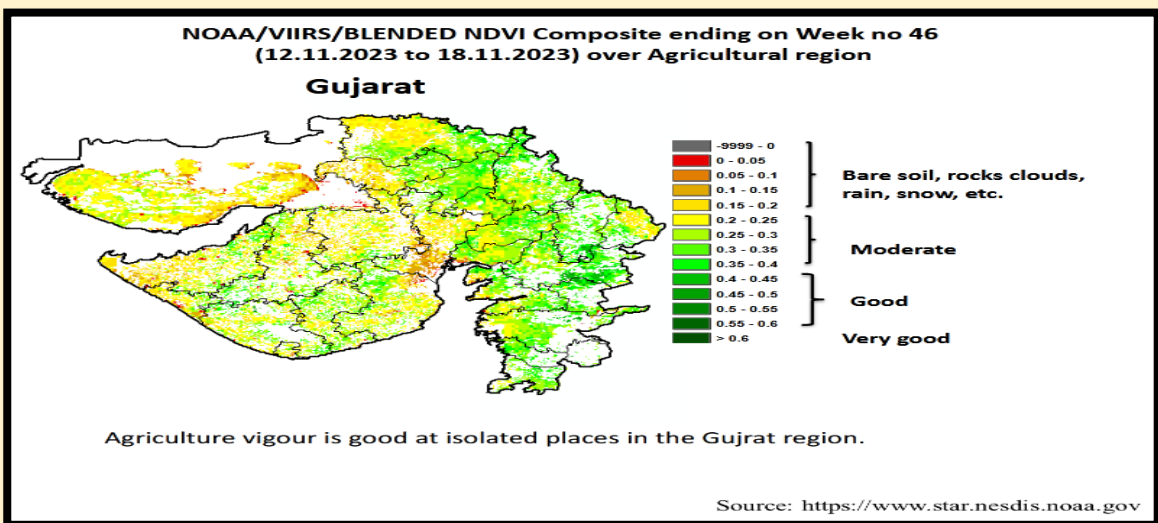 NOAA/VIIRS/BLENDED NDVI Composite ending on Week no 46
(12.11.2023 to 18.11.2023) over Agricultural region
Gujarat
-9999 - 0
0 - 0.05
0.05 - 0.1
0.1 - 0.15
0.15 - 0.2
0.2 - 0.25
0.25 - 0.3
0.3 - 0.35
0.35 - 0.4
0.4 - 0.45
0.45 - 0.5
0.5 - 0.55
0.55 - 0.6
> 0.6
Bare soil, rocks clouds,
rain, snow, etc.
Moderate
Good
Very good
Agriculture vigour is good at isolated places in the Gujrat region.
Source: https://www.star.nesdis.noaa.gov